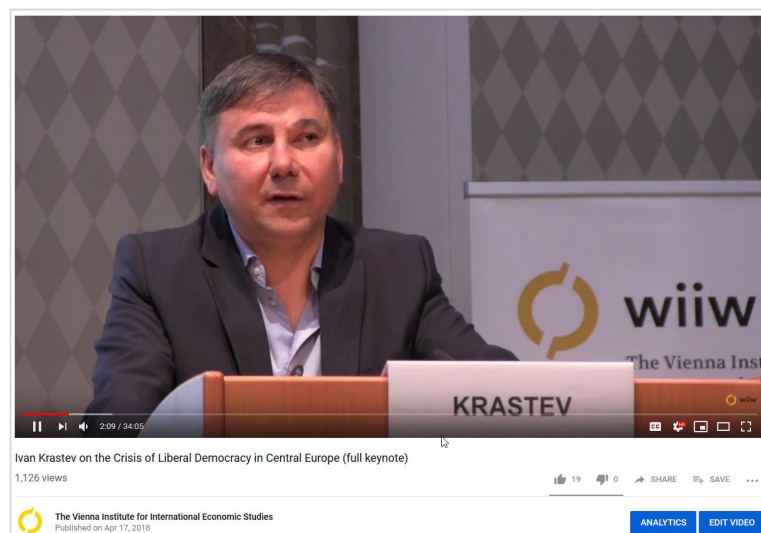 wiiw
The Vienna Inst
KRASTEV
wiiw
2:09 / 34:05
CC
HD
Ivan Krastev on the Crisis of Liberal Democracy in Central Europe (full keynote)
1,126 views
19
0
SHARE
SAVE
The Vienna Institute for International Economic Studies
Published on Apr 17, 2018
ANALYTICS
EDIT VIDEO